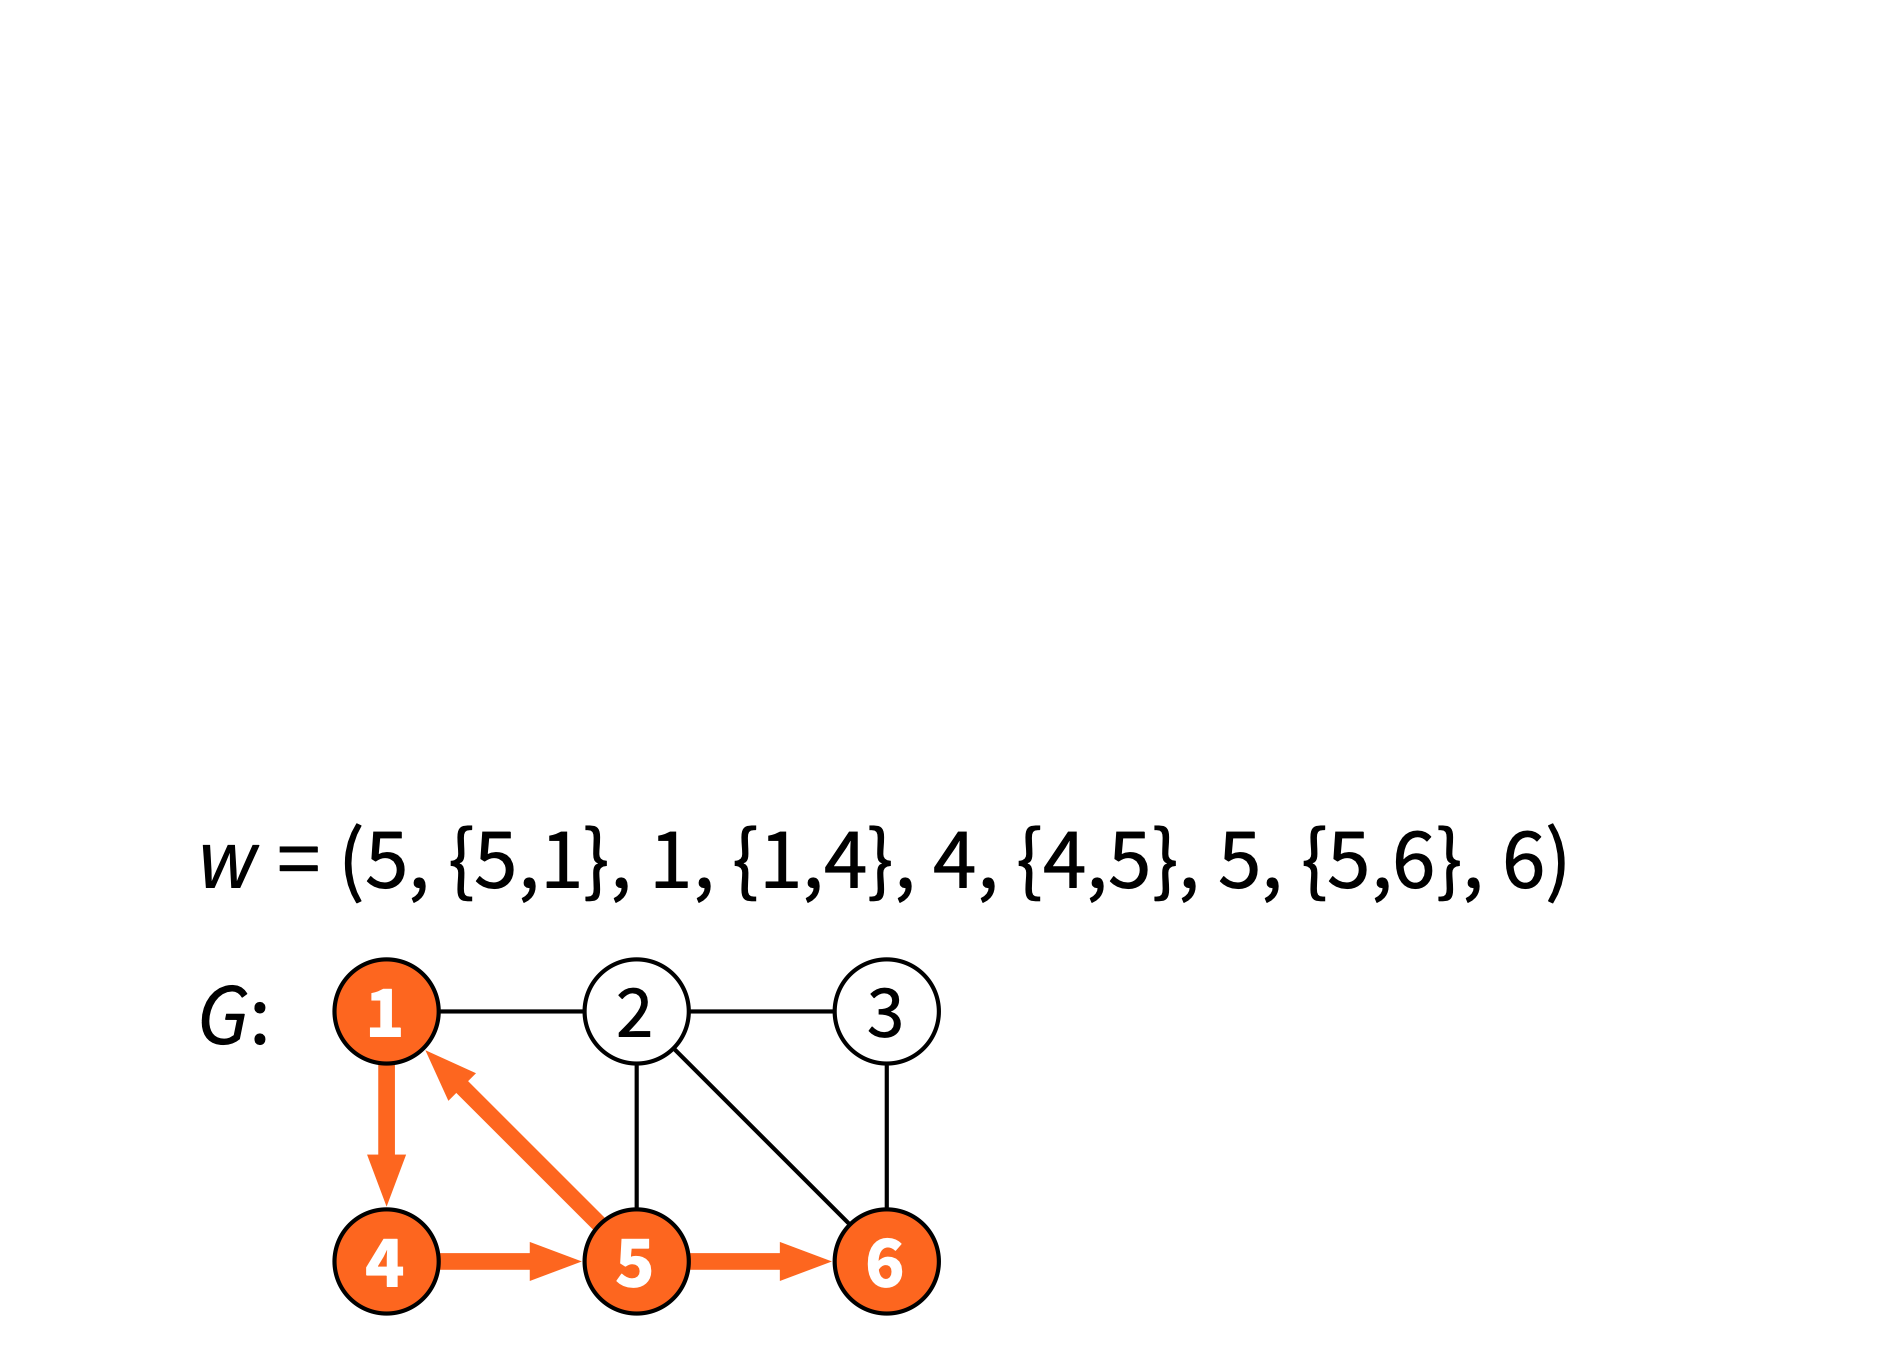 w = (5, {5,1}, 1, {1,4}, 4, {4,5}, 5, {5,6}, 6)
G: 1 2 3
4 5 6